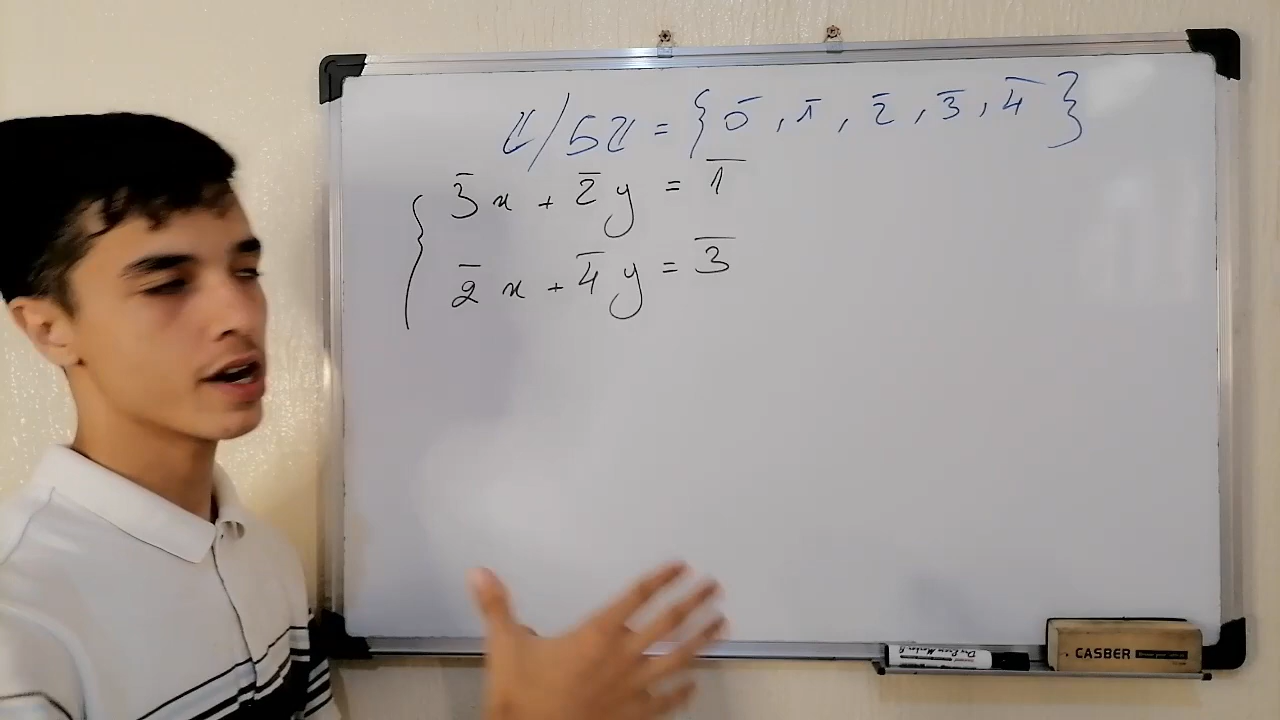 ℤ/5ℤ = { 0̄ , 1̄ , 2̄ , 3̄ , 4̄ }
{ 3̄x + 2̄y = 1̄
2̄x + 4̄y = 3̄
CASBER